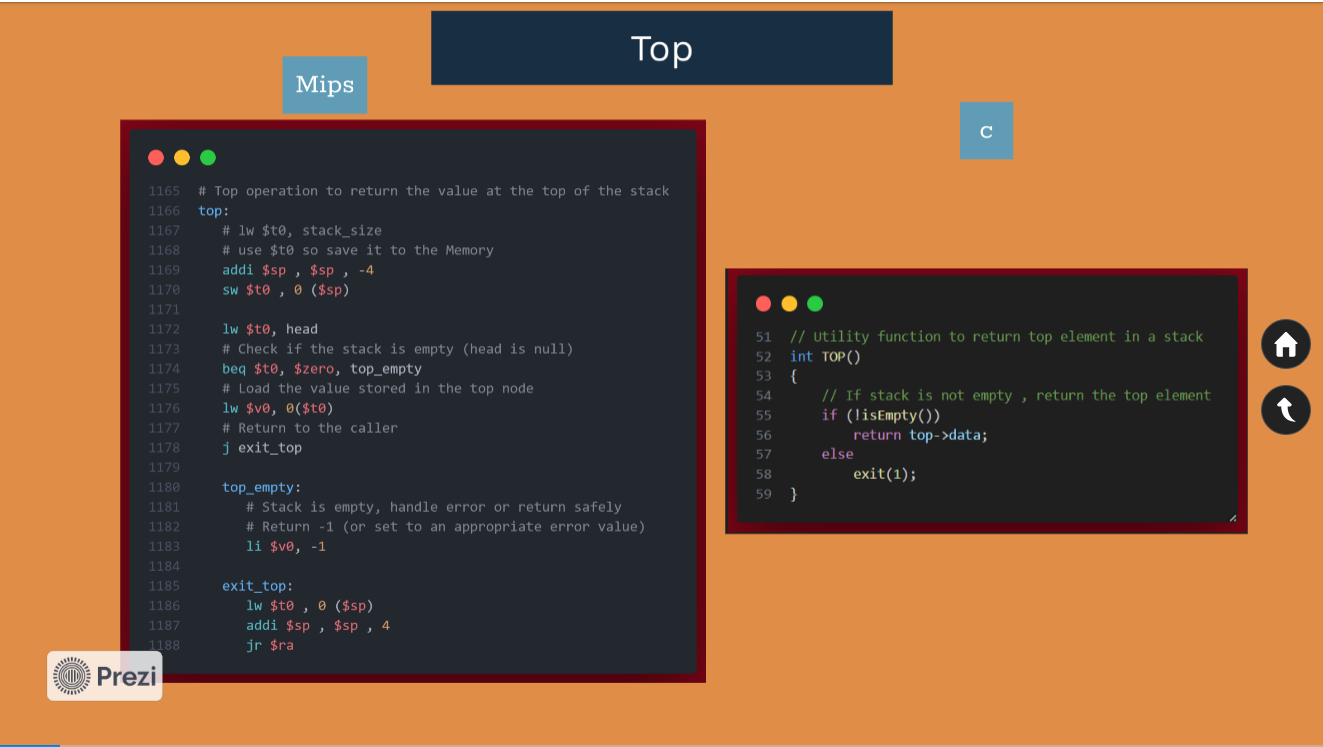 Top
Mips
1165 # Top operation to return the value at the top of the stack
1166 top:
1167 # lw $t0, stack_size
1168 # use $t0 so save it to the Memory
1169 addi $sp , $sp , -4
1170 sw $t0 , 0 ($sp)
1171
1172 lw $t0, head
1173 # Check if the stack is empty (head is null)
1174 beq $t0, $zero, top_empty
1175 # Load the value stored in the top node
1176 lw $v0, 0($t0)
1177 # Return to the caller
1178 j exit_top
1179
1180 top_empty:
1181 # Stack is empty, handle error or return safely
1182 # Return -1 (or set to an appropriate error value)
1183 li $v0, -1
1184
1185 exit_top:
1186 lw $t0 , 0 ($sp)
1187 addi $sp , $sp , 4
1188 jr $ra
c
51 // Utility function to return top element in a stack
52 int TOP()
53 {
54 // If stack is not empty , return the top element
55 if (!isEmpty())
56 return top->data;
57 else
58 exit(1);
59 }
Prezi